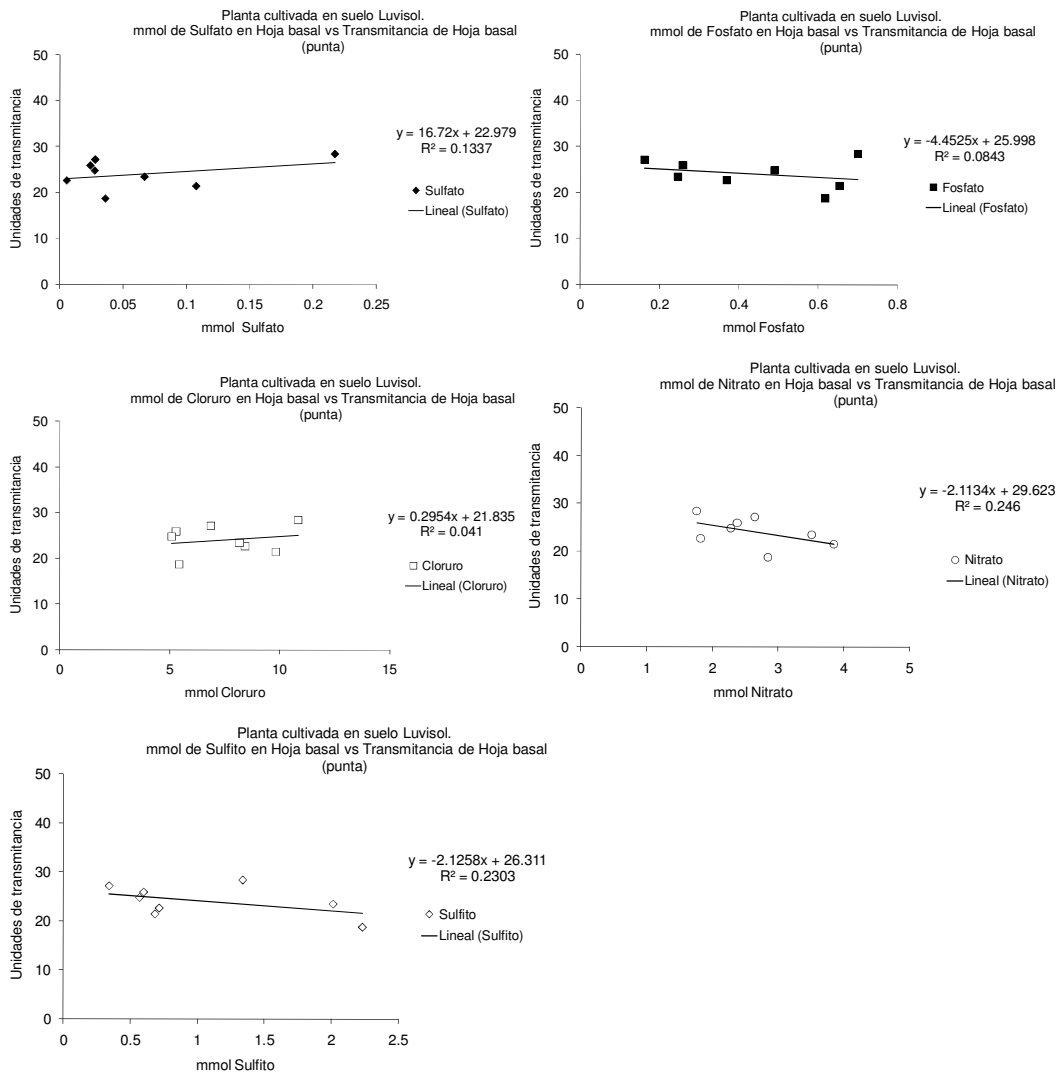 Planta cultivada en suelo Luvisol.
mmol de Sulfato en Hoja basal vs Transmitancia de Hoja basal
(punta)
50
40
30
20
10
0
Unidades de transmitancia
y = 16.72x + 22.979
R² = 0.1337
Sulfato
Lineal (Sulfato)
0 0.05 0.1 0.15 0.2 0.25
mmol Sulfato
Planta cultivada en suelo Luvisol.
mmol de Fosfato en Hoja basal vs Transmitancia de Hoja basal
(punta)
50
40
30
20
10
0
Unidades de transmitancia
y = -4.4525x + 25.998
R² = 0.0843
Fosfato
Lineal (Fosfato)
0 0.2 0.4 0.6 0.8
mmol Fosfato
Planta cultivada en suelo Luvisol.
mmol de Cloruro en Hoja basal vs Transmitancia de Hoja basal
(punta)
50
40
30
20
10
0
Unidades de transmitancia
y = 0.2954x + 21.835
R² = 0.041
Cloruro
Lineal (Cloruro)
0 5 10 15
mmol Cloruro
Planta cultivada en suelo Luvisol.
mmol de Nitrato en Hoja basal vs Transmitancia de Hoja basal
(punta)
50
40
30
20
10
0
Unidades de transmitancia
y = -2.1134x + 29.623
R² = 0.246
Nitrato
Lineal (Nitrato)
0 1 2 3 4 5
mmol Nitrato
Planta cultivada en suelo Luvisol.
mmol de Sulfito en Hoja basal vs Transmitancia de Hoja basal
(punta)
50
40
30
20
10
0
Unidades de transmitancia
y = -2.1258x + 26.311
R² = 0.2303
Sulfito
Lineal (Sulfito)
0 0.5 1 1.5 2 2.5
mmol Sulfito